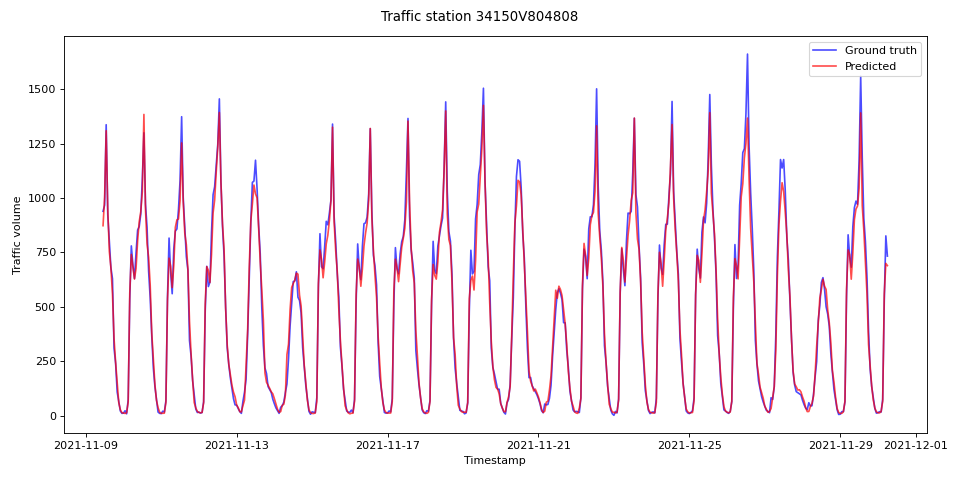 Traffic station 34150V804808
Ground truth
Predicted
Traffic volume
1500
1250
1000
750
500
250
0
2021-11-09
2021-11-13
2021-11-17
2021-11-21
2021-11-25
2021-11-29
2021-12-01
Timestamp